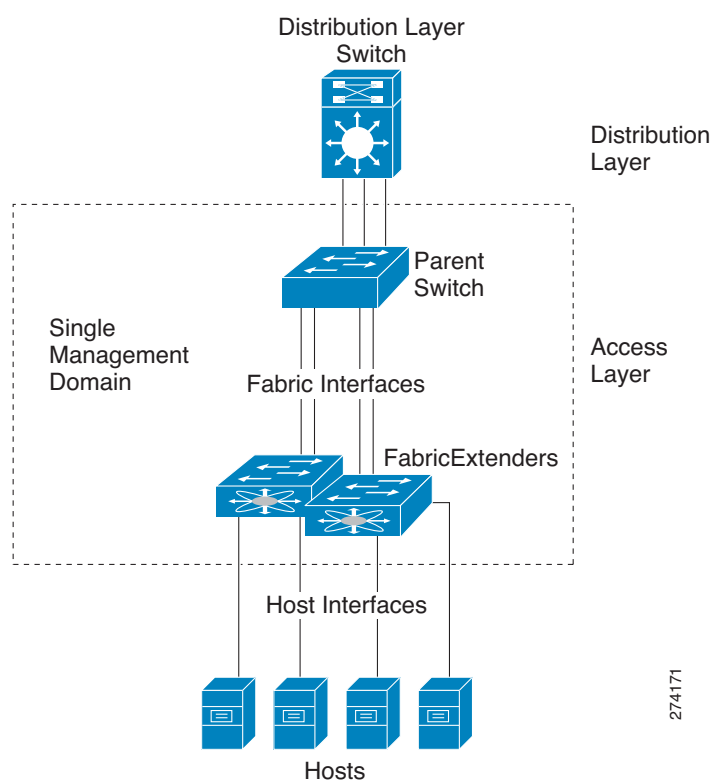 Distribution Layer
Switch
Distribution
Layer
Parent
Switch
Single
Management
Domain
Access
Layer
Fabric Interfaces
FabricExtenders
Host Interfaces
Hosts
274171